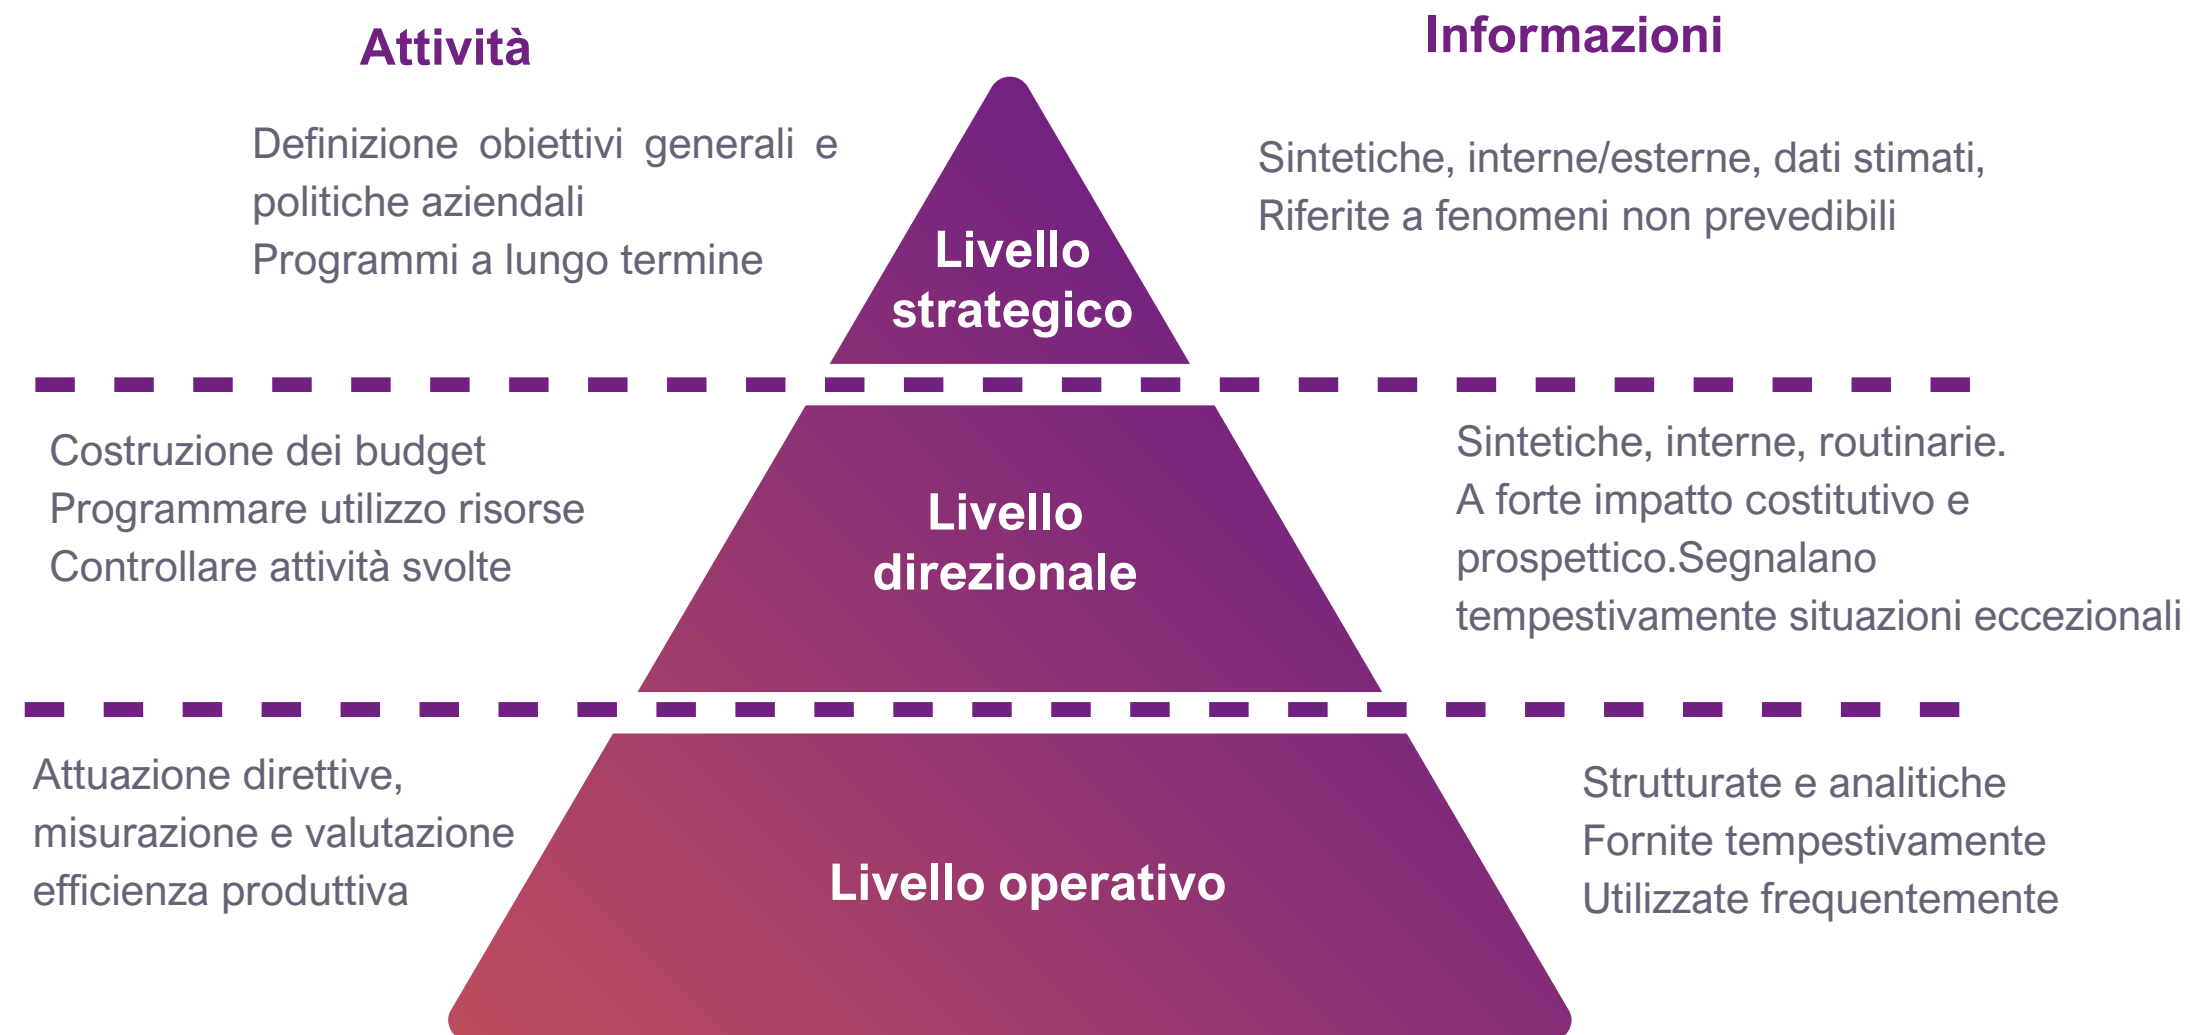 Attività
Informazioni
Definizione obiettivi generali e
politiche aziendali
Programmi a lungo termine
Livello
strategico
Sintetiche, interne/esterne, dati stimati,
Riferite a fenomeni non prevedibili
Costruzione dei budget
Programmare utilizzo risorse
Controllare attività svolte
Livello
direzionale
Sintetiche, interne, routinarie.
A forte impatto costitutivo e
prospettico.Segnalano
tempestivamente situazioni eccezionali
Attuazione direttive,
misurazione e valutazione
efficienza produttiva
Livello operativo
Strutturate e analitiche
Fornite tempestivamente
Utilizzate frequentemente